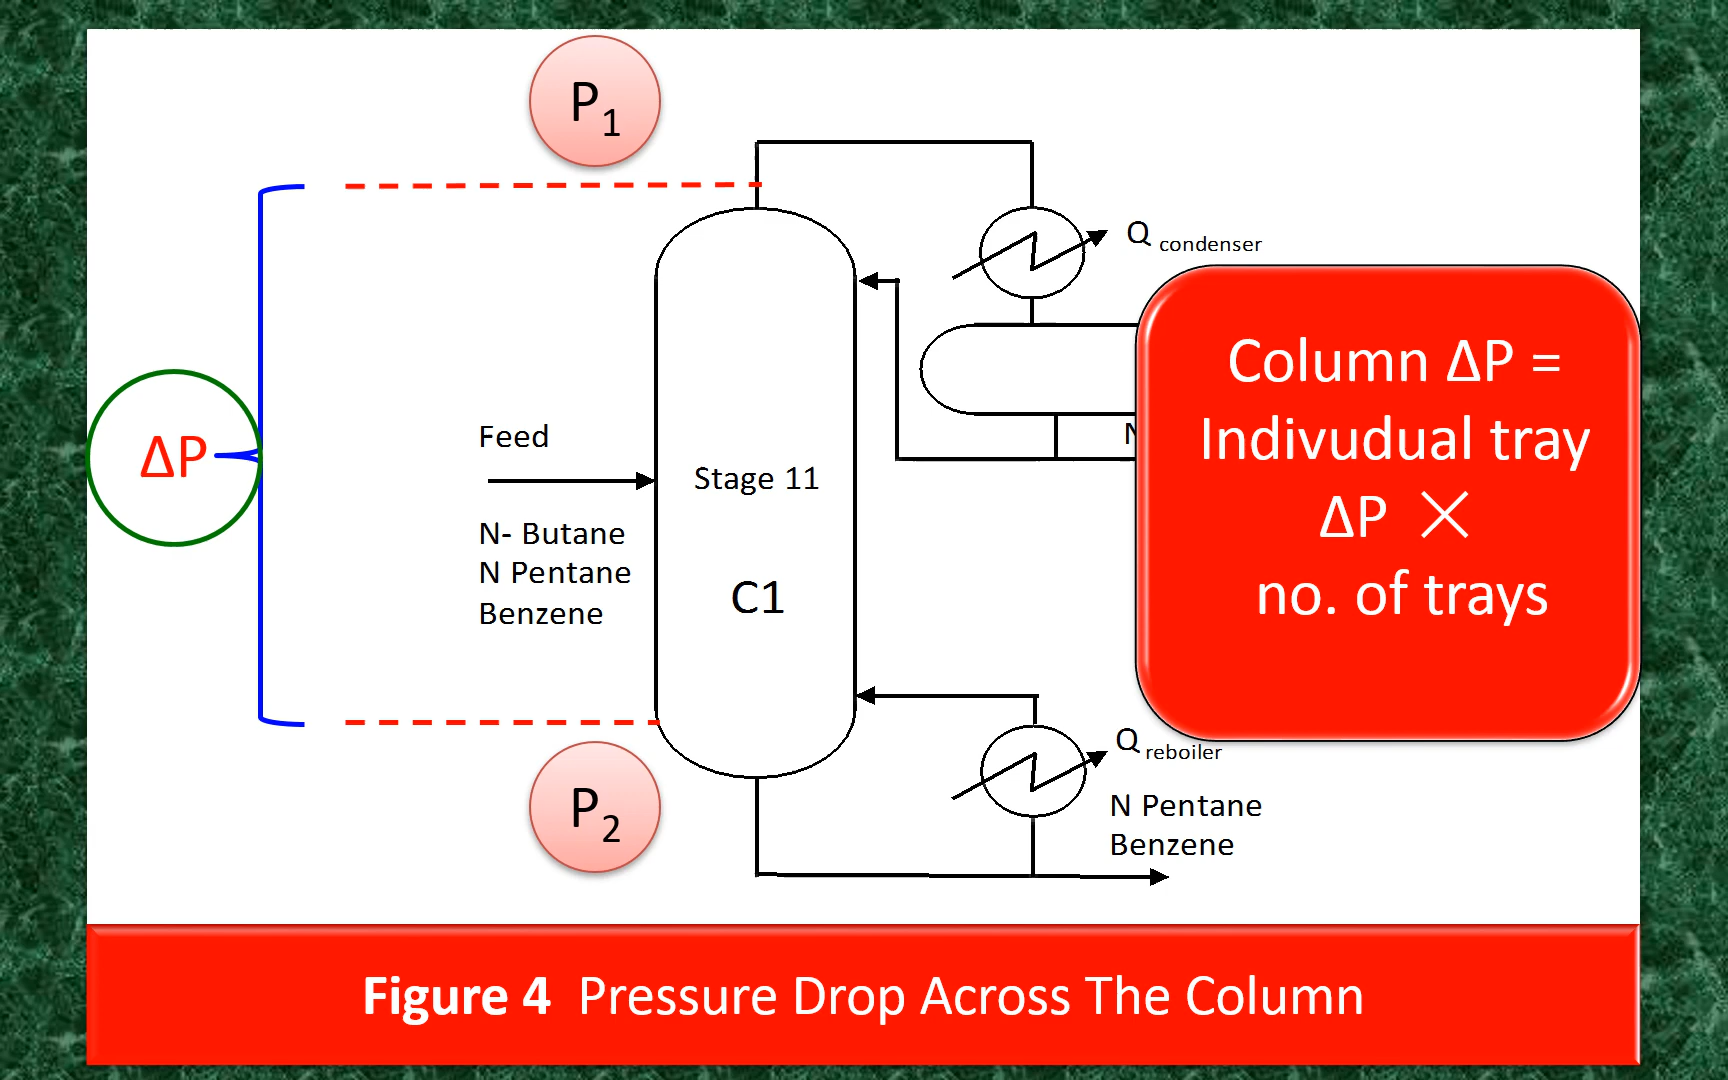 P1
Q condenser
Column ΔP =
Indivudual tray
ΔP ×
no. of trays
ΔP
Feed
Stage 11
N- Butane
N Pentane
Benzene
C1
P2
Q reboiler
N Pentane
Benzene
Figure 4 Pressure Drop Across The Column